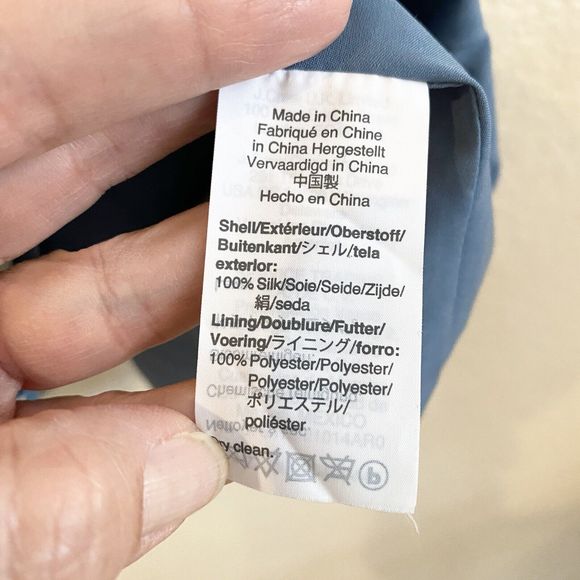 Made in China
Fabriqué en Chine
in China Hergestellt
Vervaardigd in China
中国製
Hecho en China
Shell/Extérieur/Oberstoff/
Buitenkant/シェル/tela
exterior:
100% Silk/Soie/Seide/Zijde/
絹/seda
Lining/Doublure/Futter/
Voering/ライニング/forro:
100% Polyester/Polyester/
Polyester/Polyester/
ポリエステル/
poliéster
clean.
P